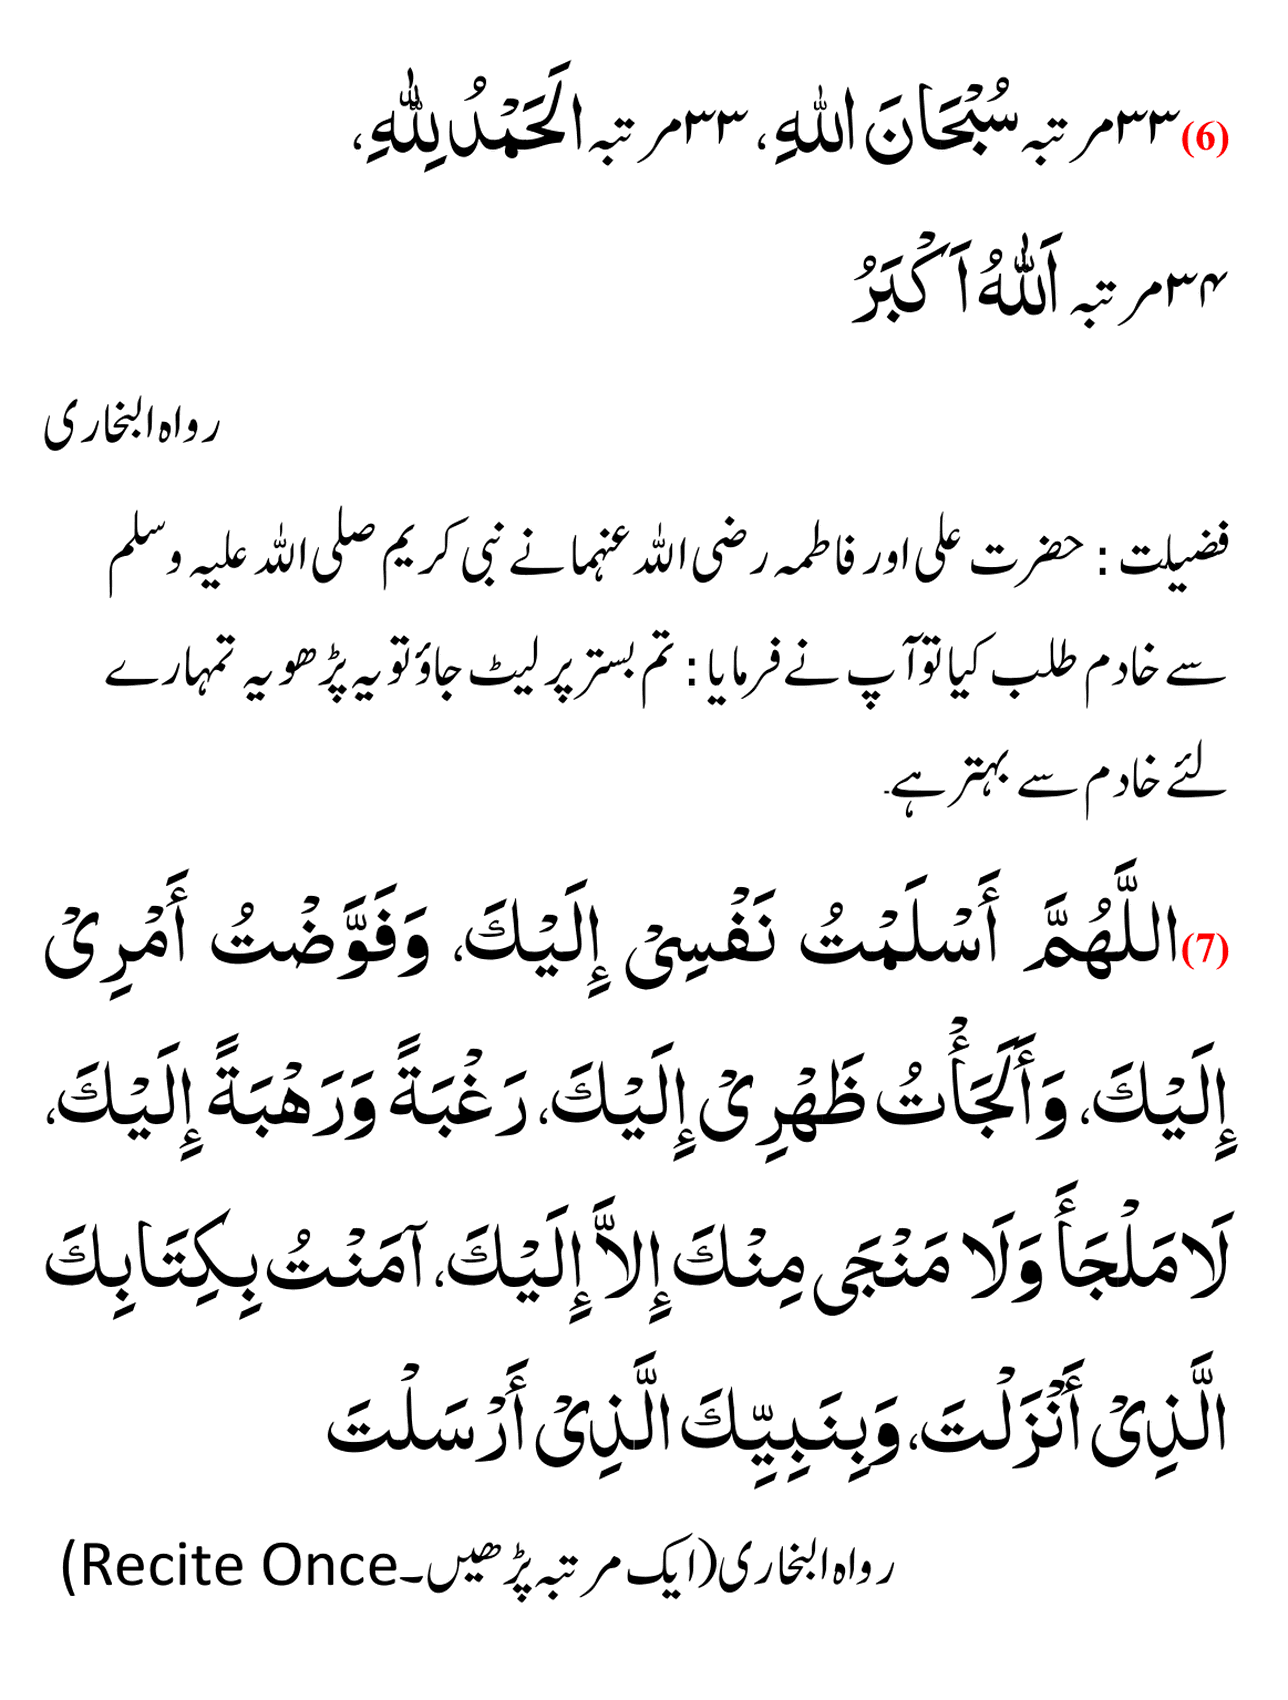 (6)۳۳مرتبہ سُبْحَانَ اللهِ، ۳۳مرتبہ الَحَمْدُ لِلّٰهِ،
۳۴مرتبہ اَللّٰهُ اَكْبَرُ
رواہ البخاری
فضیلت : حضرت علی اور فاطمہ رضی اللہ عنہما نے نبی کریم صلی اللہ علیہ وسلم
سے خادم طلب کیا تو آپ نے فرمایا : تم بستر پر لیٹ جاؤ تو یہ پڑھو یہ تمہارے
لئے خادم سے بہتر ہے۔
(7)اللَّهُمَّ أَسْلَمْتُ نَفْسِیْ إِلَيْكَ، وَفَوَّضْتُ أَمْرِیْ
إِلَيْكَ، وَأَلَجَأْتُ ظَهْرِیْ إِلَيْكَ، رَغْبَةً وَرَهْبَةً إِلَيْكَ،
لَا مَلْجَأَ وَلَا مَنْجَی مِنْكَ إِلاَّ إِلَيْكَ، آمَنْتُ بِكِتَابِكَ
الَّذِیْ أَنْزَلْتَ، وَبِنَبِيِّكَ الَّذِیْ أَرْسَلْتَ
رواہ البخاری (ایک مرتبہ پڑھیں۔Recite Once)